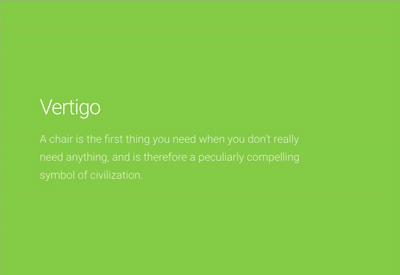 Vertigo
A chair is the first thing you need when you don't really
need anything, and is therefore a peculiarly compelling
symbol of civilization.